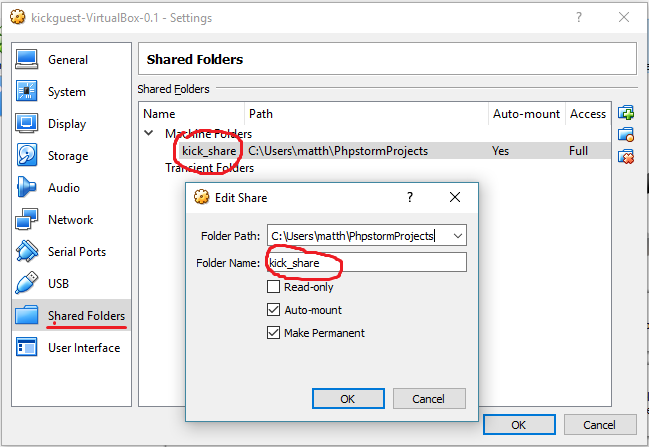 kickguest-VirtualBox-0.1 - Settings
? ×
General
System
Display
Storage
Audio
Network
Serial Ports
USB
Shared Folders
User Interface
Shared Folders
Shared Folders
Name Path Auto-mount Access
Machine Folders
kick_share C:\Users\matth\PhpstormProjects Yes Full
Transient Folders
Edit Share ? ×
Folder Path: C:\Users\matth\PhpstormProjects
Folder Name: kick_share
Read-only
Auto-mount
Make Permanent
OK Cancel
OK Cancel